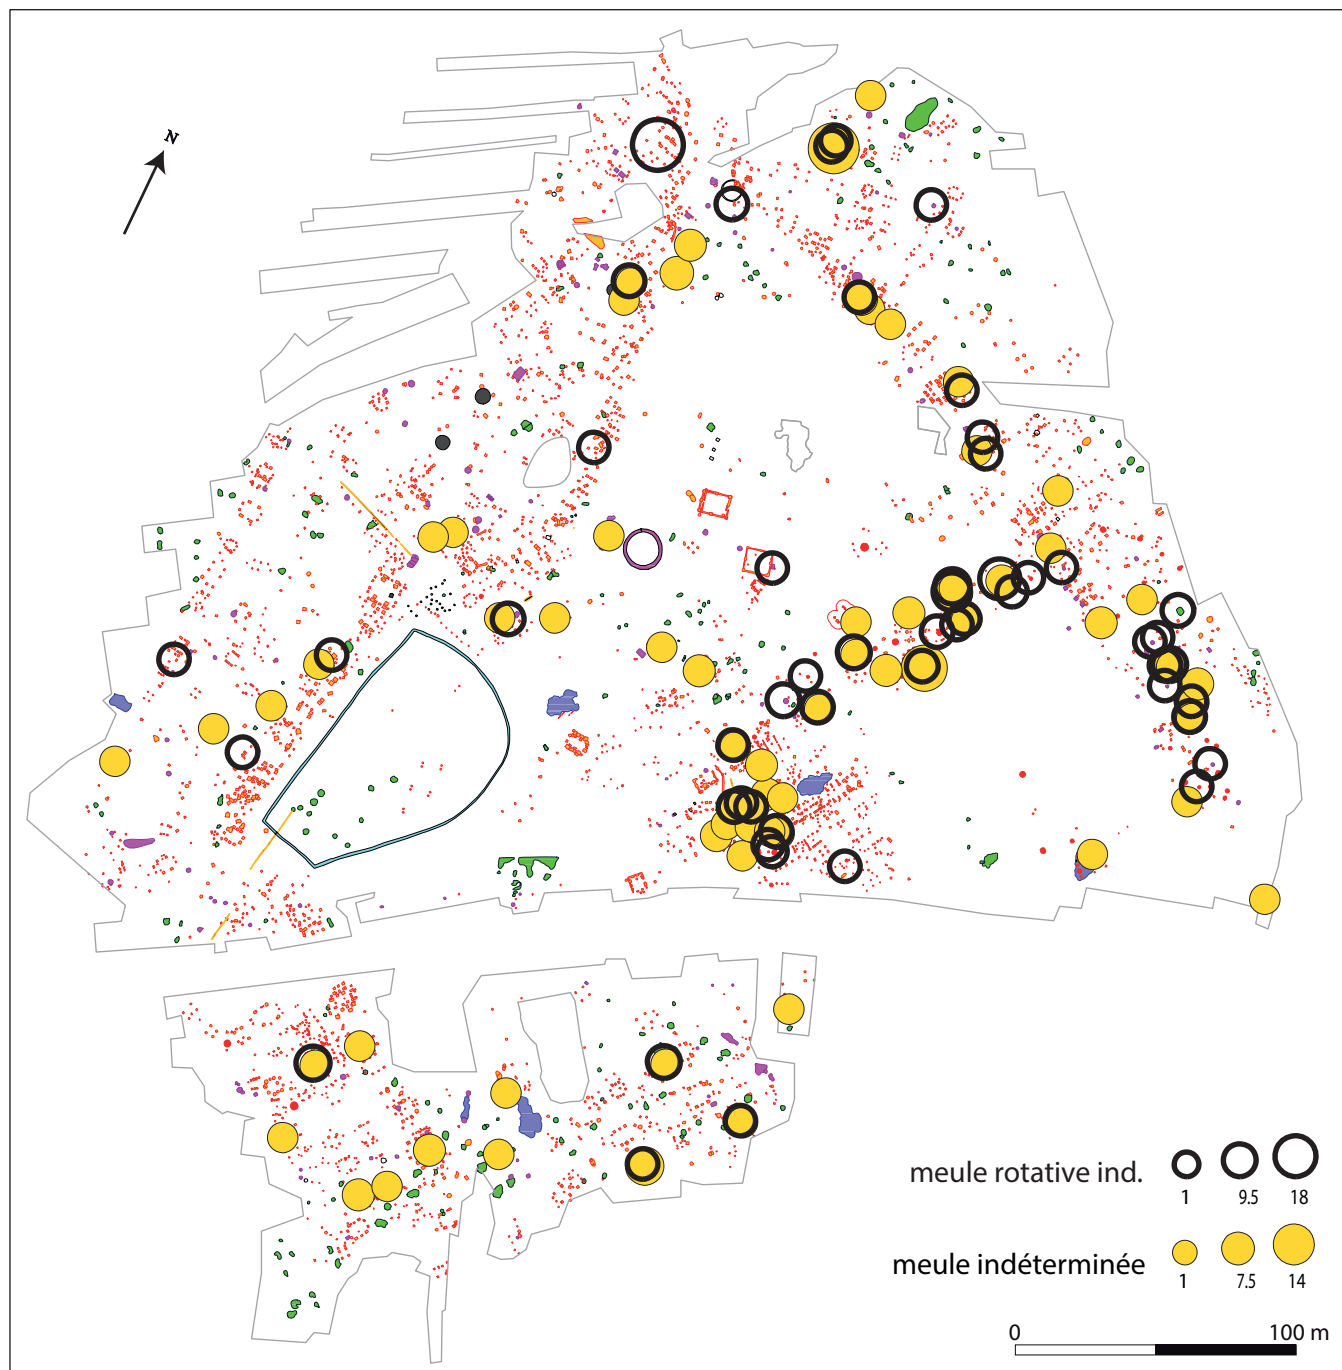 N
meule rotative ind.
1 9.5 18
meule indéterminée
1 7.5 14
0 100 m